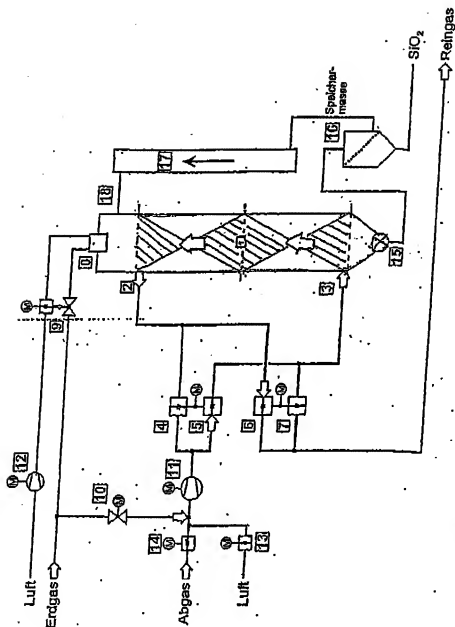 Luft
Erdgas
Abgas
Luft
M
12
M
10
M
14
M
13
M
11
M
9
8
18
17
2
1
3
M
4
5
M
6
7
15
16
Speicher-
masse
SiO₂
Reingas